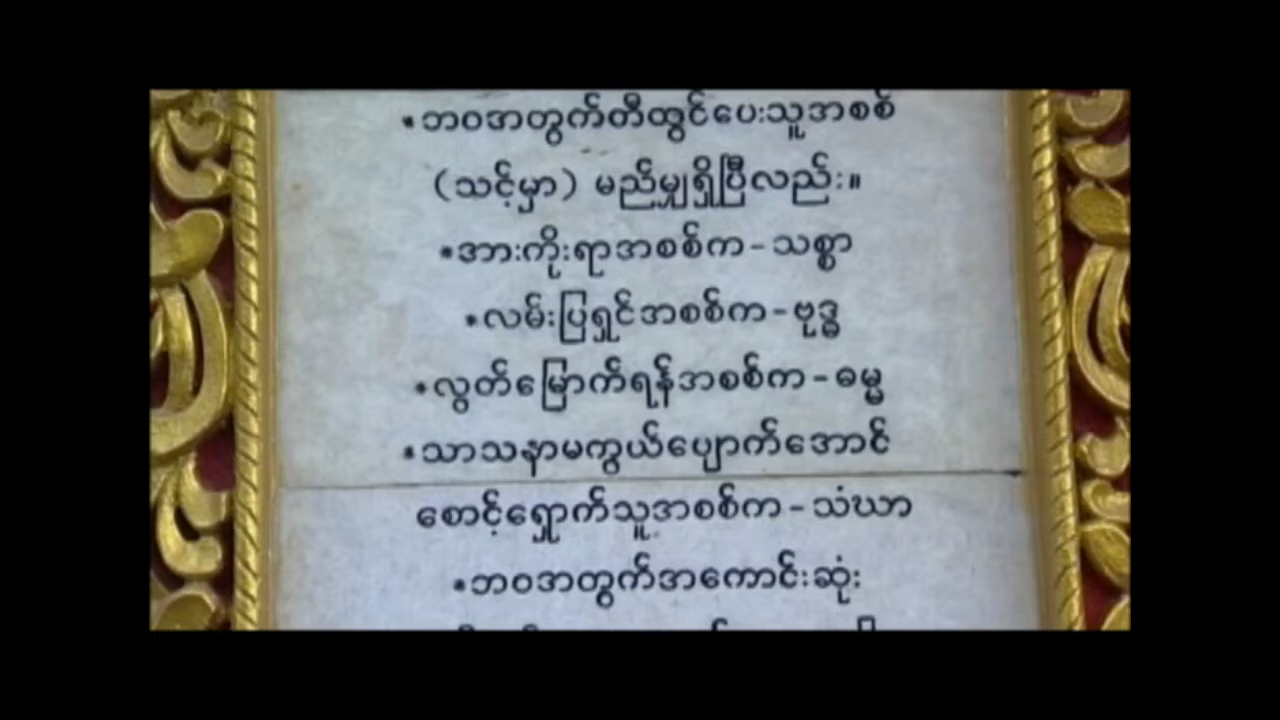 *ဘဝအတွက်တီထွင်ပေးသူအစစ်
(သင့်မှာ) မည်မျှရှိပြီလည်း။
*အားကိုးရာအစစ်က-သစ္စာ
*လမ်းပြရှင်အစစ်က-ဗုဒ္ဓ
*လွတ်မြောက်ရန်အစစ်က-ဓမ္မ
*သာသနာမကွယ်ပျောက်အောင်
စောင့်ရှောက်သူအစစ်က-သံဃာ
*ဘဝအတွက်အကောင်းဆုံး